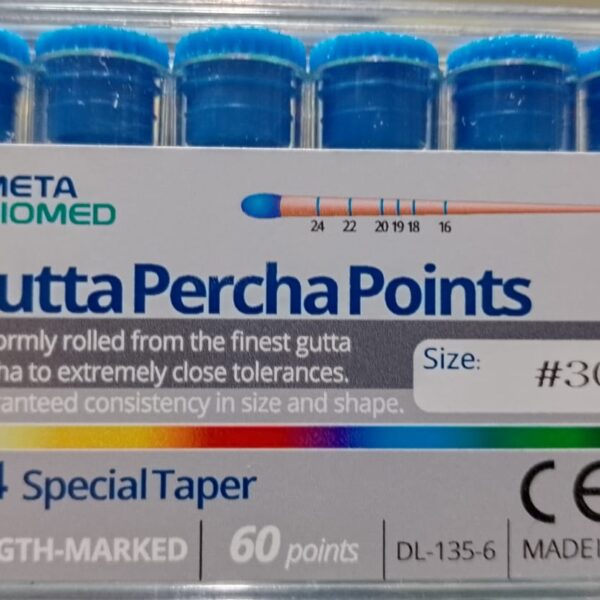 META
BIOMED
24 22 20 19 18 16
utta Percha Points
ormly rolled from the finest gutta
ha to extremely close tolerances.
ranteed consistency in size and shape.
Size: #30
4 Special Taper
GTH-MARKED 60 points DL-135-6 MADE
CE